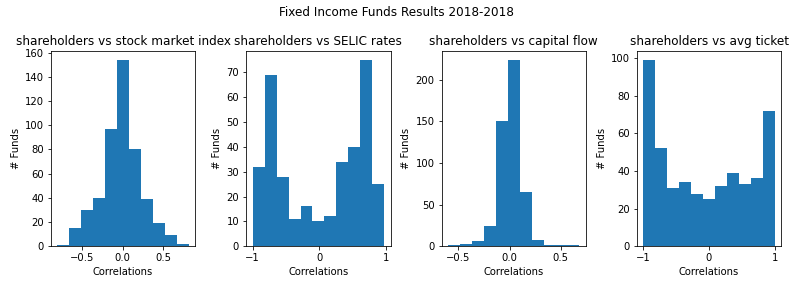 Fixed Income Funds Results 2018-2018
shareholders vs stock market index
160
140
120
100
80
60
40
20
0
# Funds
−0.5 0.0 0.5
Correlations
shareholders vs SELIC rates
70
60
50
40
30
20
10
0
# Funds
−1 0 1
Correlations
shareholders vs capital flow
200
150
100
50
0
# Funds
−0.5 0.0 0.5
Correlations
shareholders vs avg ticket
100
80
60
40
20
0
# Funds
−1 0 1
Correlations